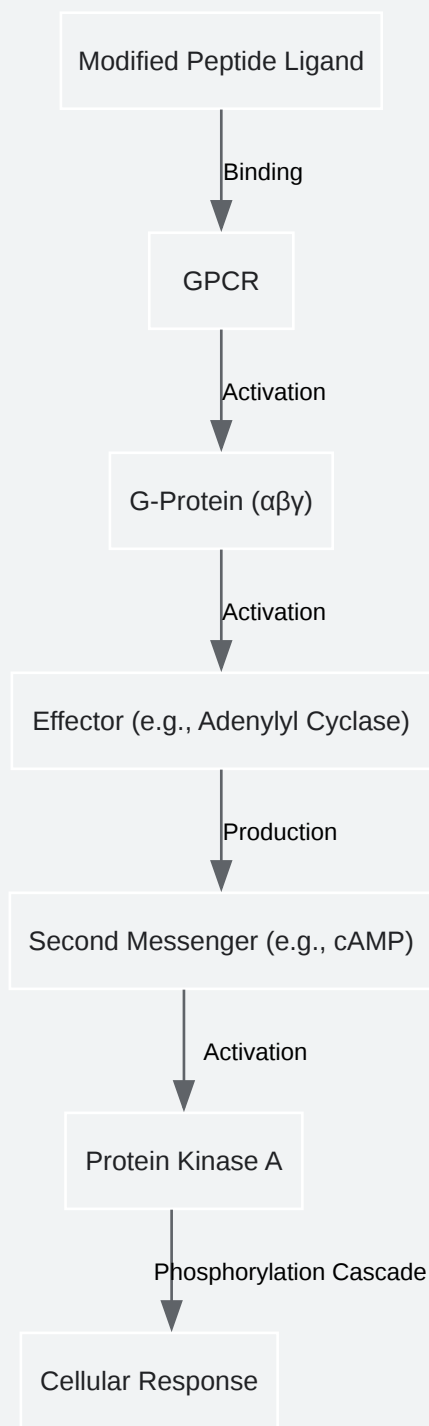 Modified Peptide Ligand
Binding
GPCR
Activation
G-Protein (αβγ)
Activation
Effector (e.g., Adenylyl Cyclase)
Production
Second Messenger (e.g., cAMP)
Activation
Protein Kinase A
Phosphorylation Cascade
Cellular Response